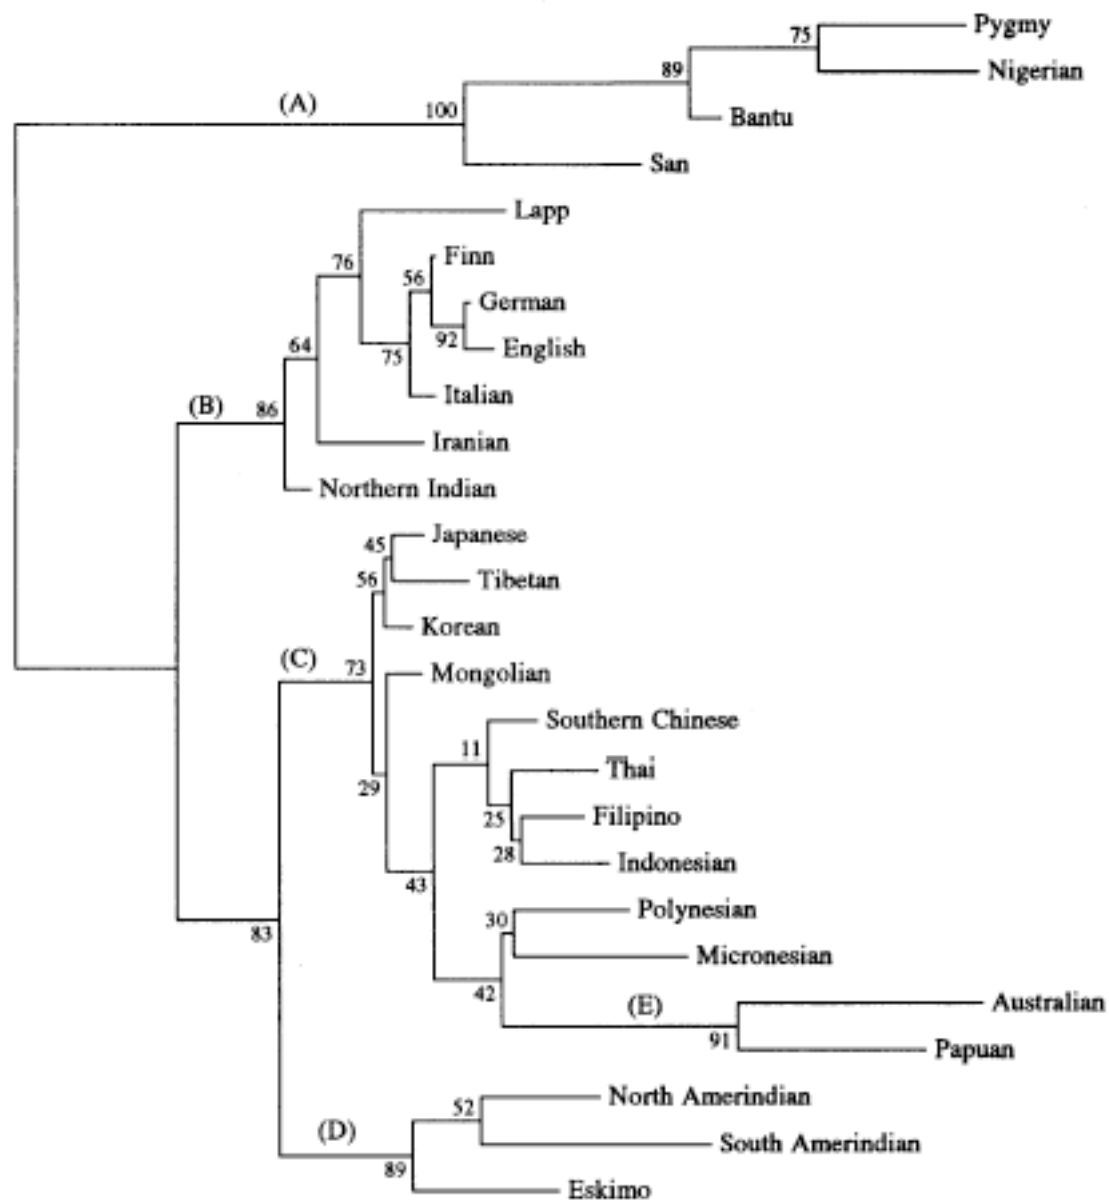 Pygmy
75
Nigerian
89
(A)
100
Bantu
San
Lapp
Finn
76
56
German
92
English
64
75
Italian
(B)
86
Iranian
Northern Indian
Japanese
45
Tibetan
56
Korean
(C)
73
Mongolian
Southern Chinese
11
Thai
29
25
Filipino
28
Indonesian
43
Polynesian
30
Micronesian
83
42
(E)
Australian
91
Papuan
North Amerindian
52
(D)
South Amerindian
89
Eskimo